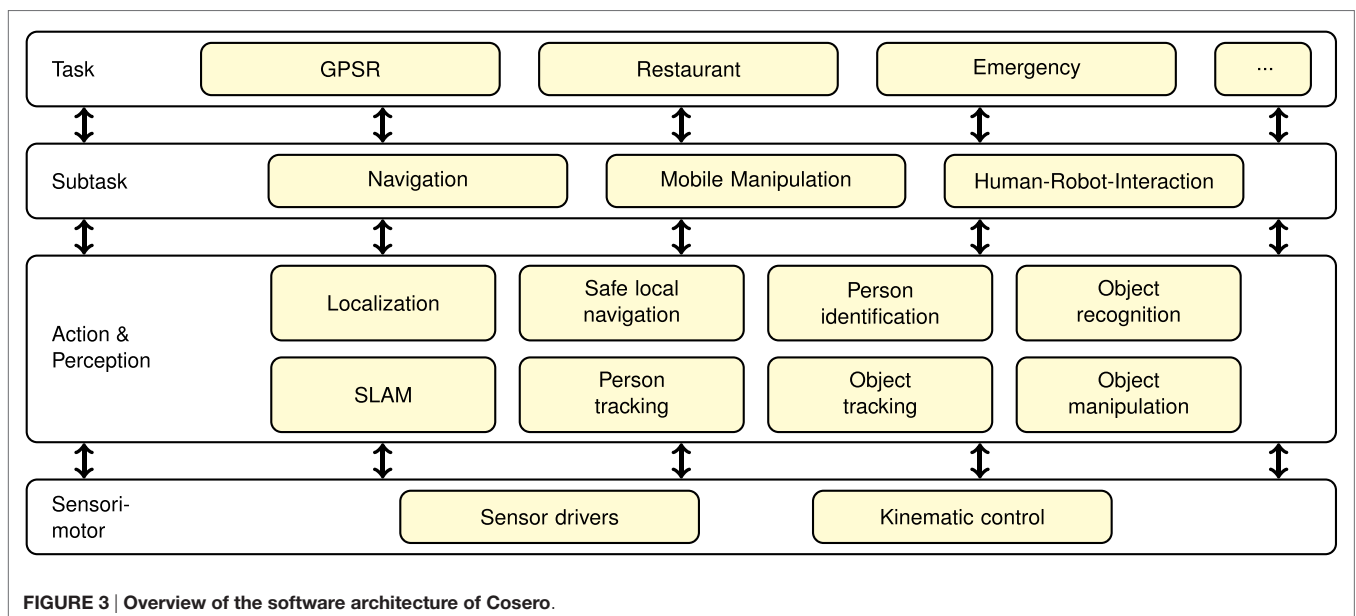 Task
GPSR
Restaurant
Emergency
...
Subtask
Navigation
Mobile Manipulation
Human-Robot-Interaction
Action &
Perception
Localization
Safe local
navigation
Person
identification
Object
recognition
SLAM
Person
tracking
Object
tracking
Object
manipulation
Sensori-
motor
Sensor drivers
Kinematic control
FIGURE 3 | Overview of the software architecture of Cosero.